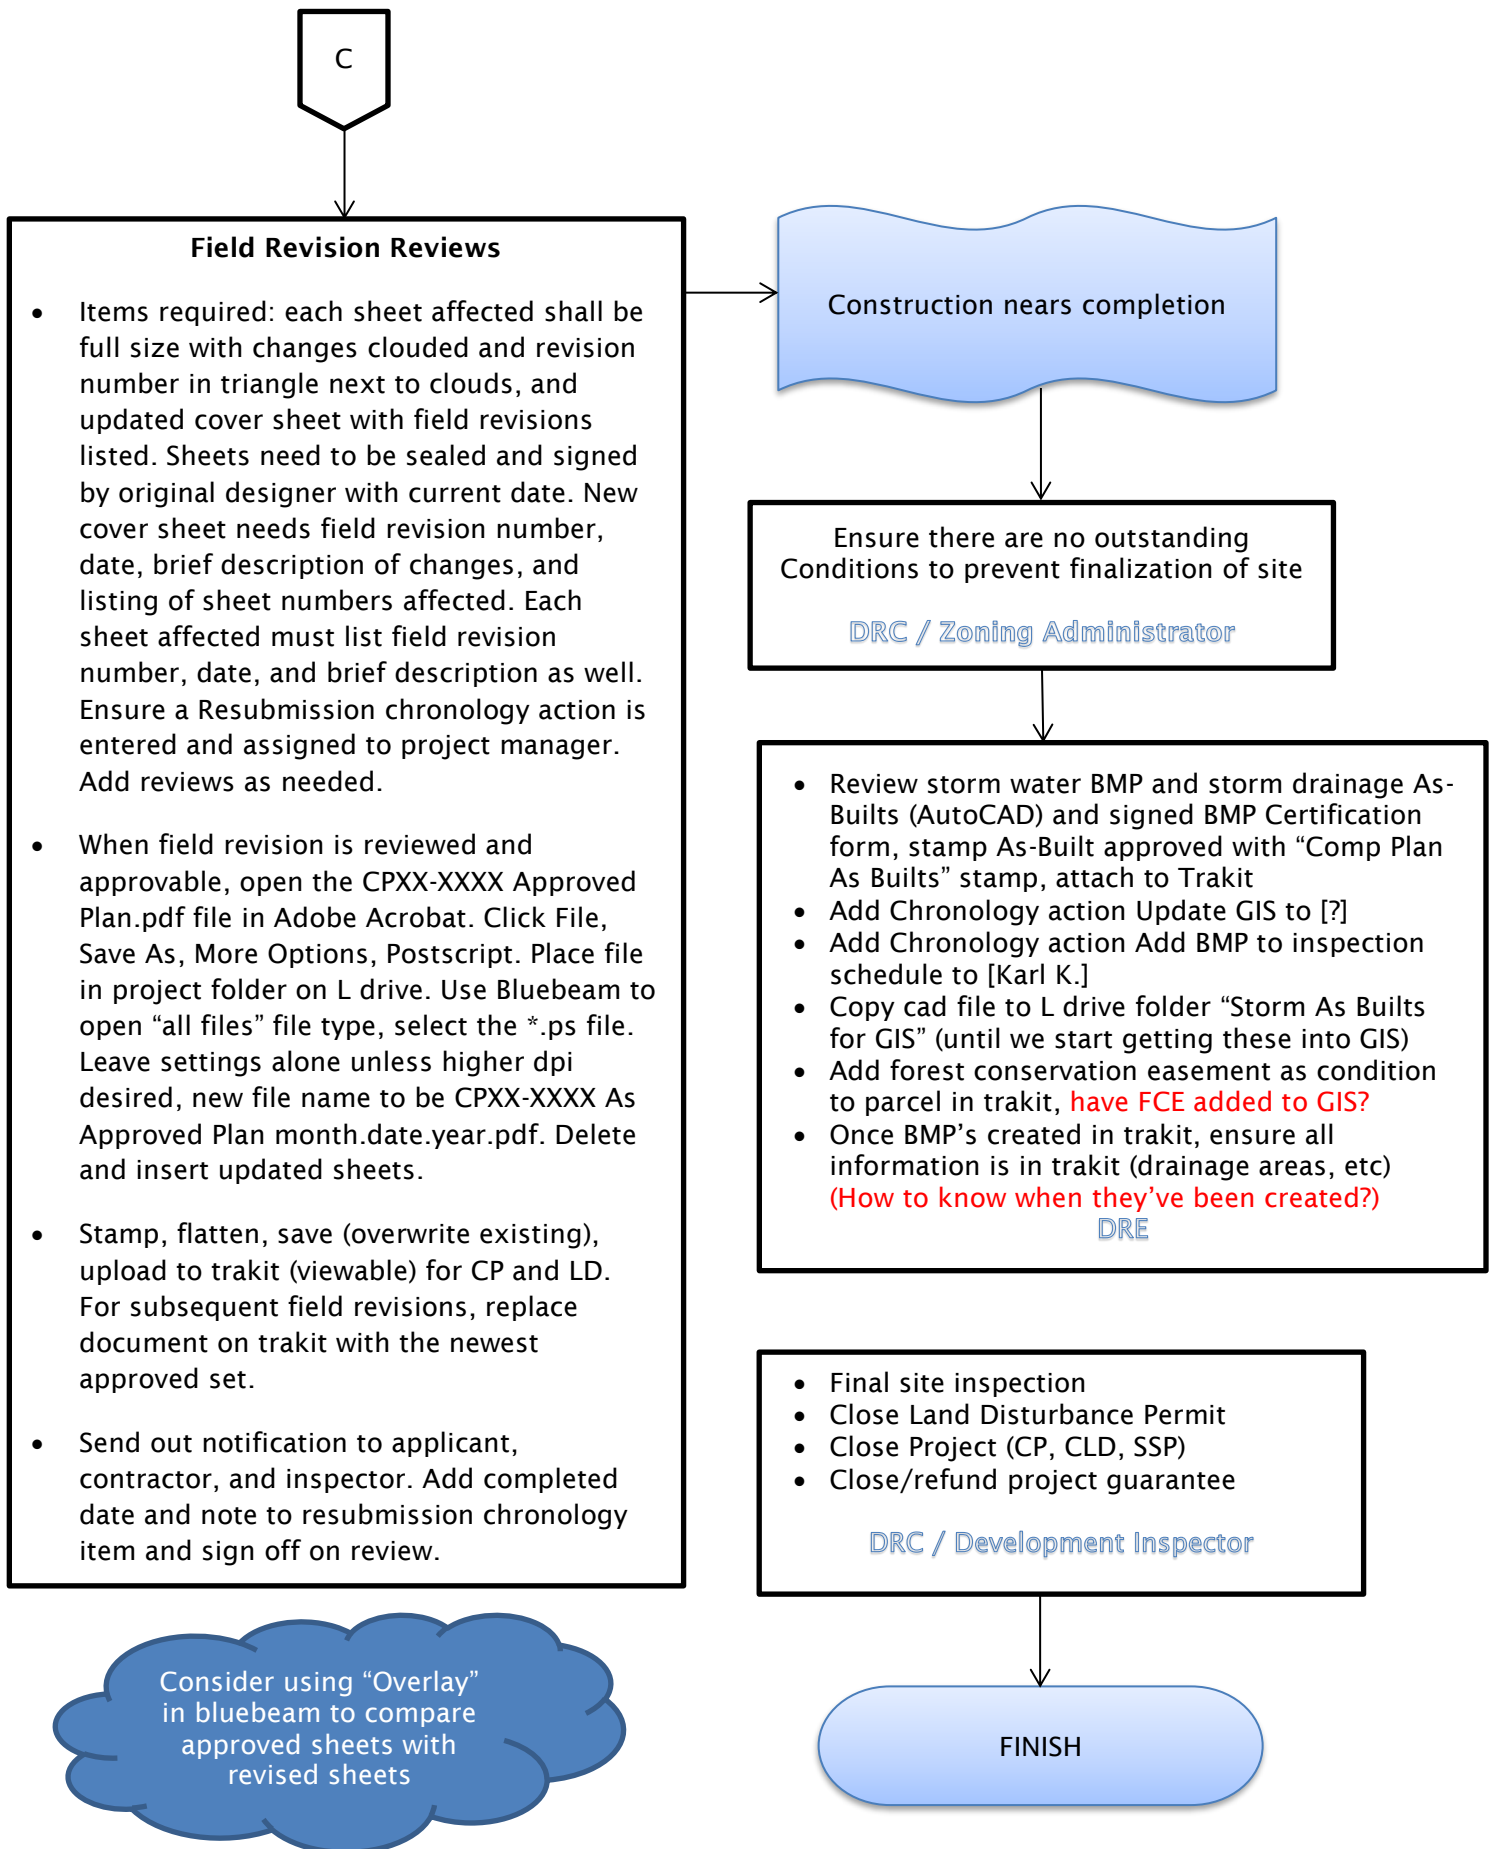 C
Field Revision Reviews
• Items required: each sheet affected shall be
full size with changes clouded and revision
number in triangle next to clouds, and
updated cover sheet with field revisions
listed. Sheets need to be sealed and signed
by original designer with current date. New
cover sheet needs field revision number,
date, brief description of changes, and
listing of sheet numbers affected. Each
sheet affected must list field revision
number, date, and brief description as well.
Ensure a Resubmission chronology action is
entered and assigned to project manager.
Add reviews as needed.
• When field revision is reviewed and
approvable, open the CPXX-XXXX Approved
Plan.pdf file in Adobe Acrobat. Click File,
Save As, More Options, Postscript. Place file
in project folder on L drive. Use Bluebeam to
open “all files” file type, select the *.ps file.
Leave settings alone unless higher dpi
desired, new file name to be CPXX-XXXX As
Approved Plan month.date.year.pdf. Delete
and insert updated sheets.
• Stamp, flatten, save (overwrite existing),
upload to trakit (viewable) for CP and LD.
For subsequent field revisions, replace
document on trakit with the newest
approved set.
• Send out notification to applicant,
contractor, and inspector. Add completed
date and note to resubmission chronology
item and sign off on review.
Consider using “Overlay”
in bluebeam to compare
approved sheets with
revised sheets
Construction nears completion
Ensure there are no outstanding
Conditions to prevent finalization of site
DRC / Zoning Administrator
• Review storm water BMP and storm drainage As-
Builts (AutoCAD) and signed BMP Certification
form, stamp As-Built approved with “Comp Plan
As Builts” stamp, attach to Trakit
• Add Chronology action Update GIS to [?]
• Add Chronology action Add BMP to inspection
schedule to [Karl K.]
• Copy cad file to L drive folder “Storm As Builts
for GIS” (until we start getting these into GIS)
• Add forest conservation easement as condition
to parcel in trakit, have FCE added to GIS?
• Once BMP’s created in trakit, ensure all
information is in trakit (drainage areas, etc)
(How to know when they’ve been created?)
DRE
• Final site inspection
• Close Land Disturbance Permit
• Close Project (CP, CLD, SSP)
• Close/refund project guarantee
DRC / Development Inspector
FINISH